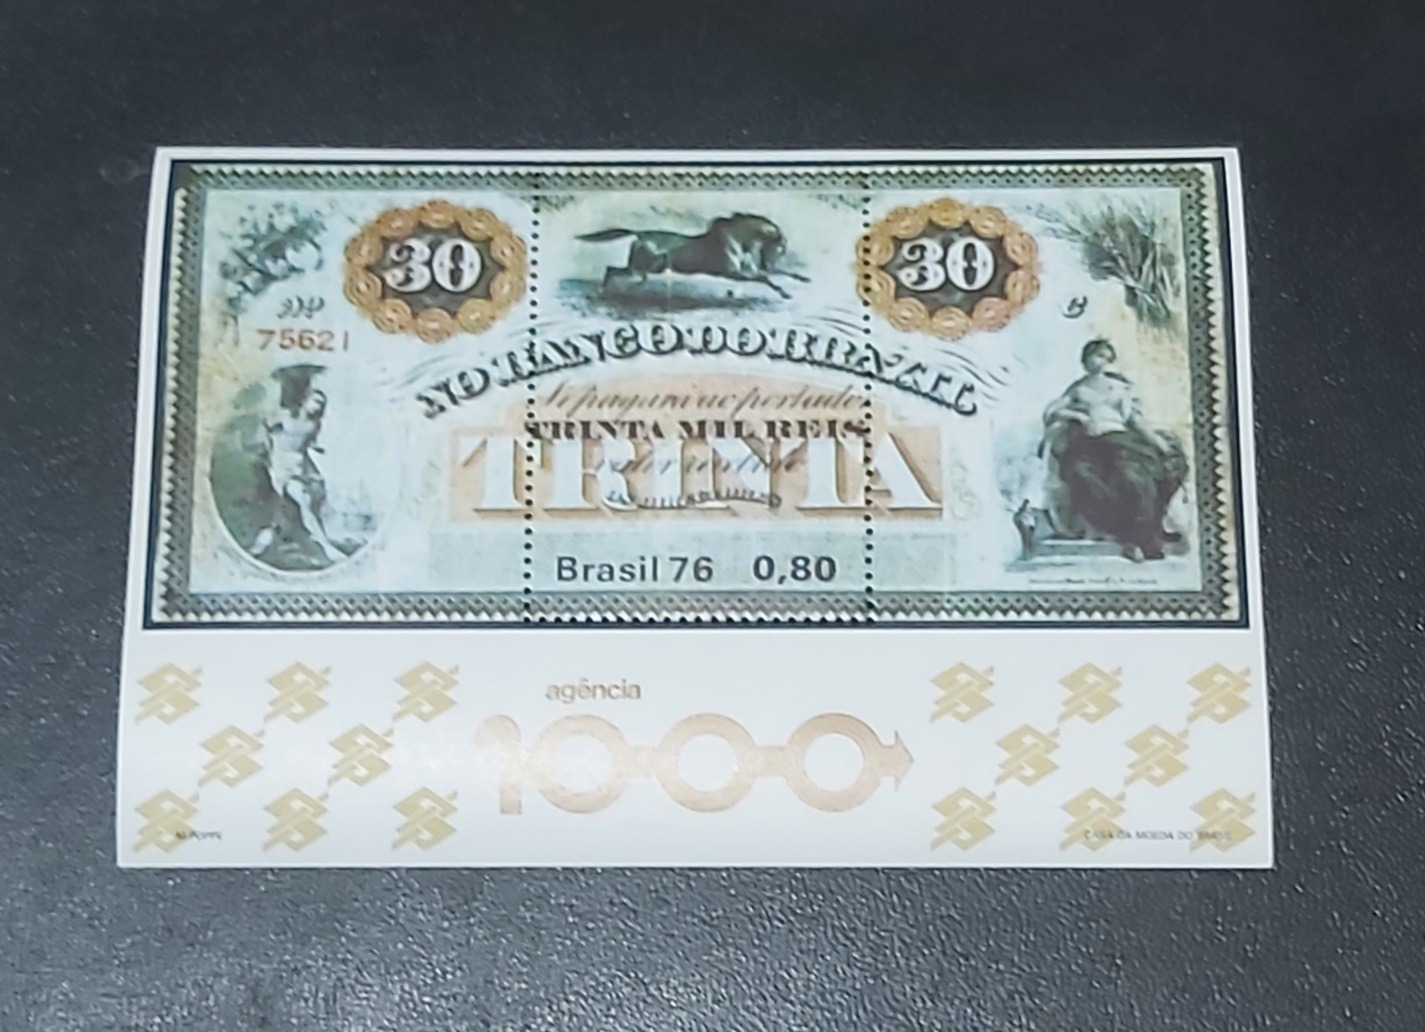 30 30
75621
B
NO BANCO DO BRAZIL
Se pagará ao portador
TRINTA MIL REIS
TRINTA
Brasil 76 0,80
agência
1000
CASA DA MOEDA DO BRASIL